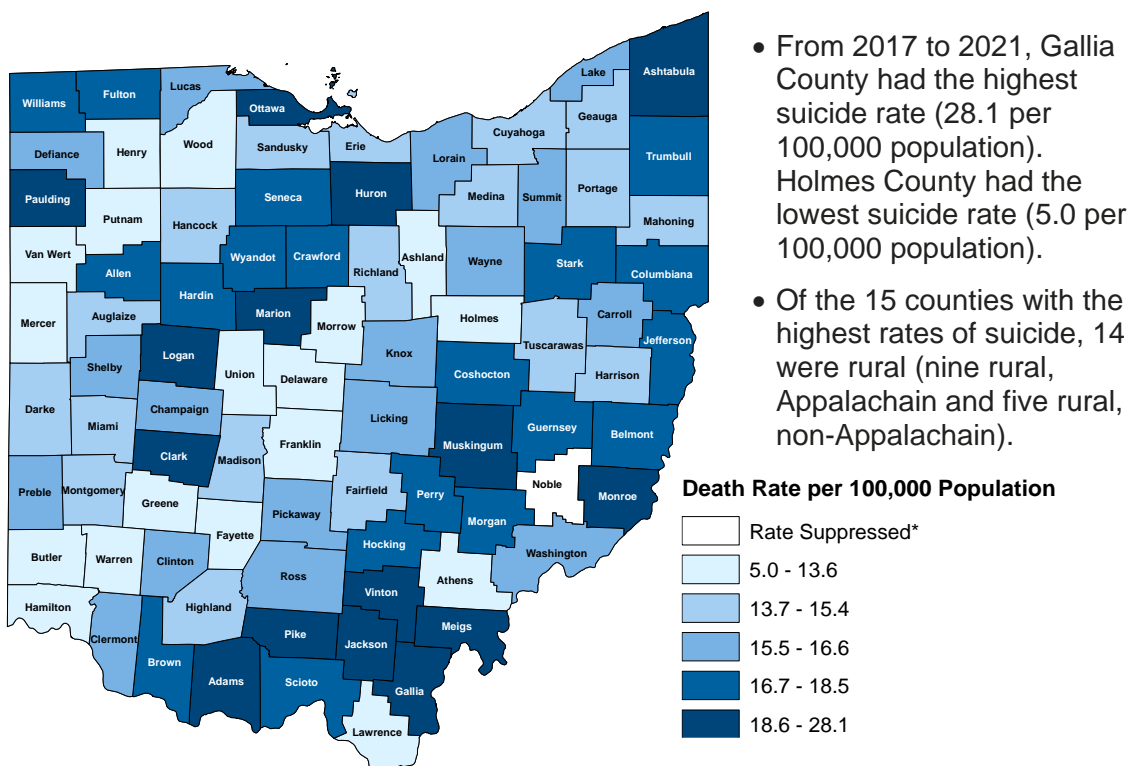 Williams
Fulton
Lucas
Ottawa
Lake
Ashtabula
Geauga
Cuyahoga
Defiance
Henry
Wood
Sandusky
Erie
Lorain
Trumbull
Paulding
Putnam
Hancock
Seneca
Huron
Medina
Summit
Portage
Mahoning
Van Wert
Allen
Wyandot
Crawford
Richland
Ashland
Wayne
Stark
Columbiana
Mercer
Auglaize
Hardin
Marion
Morrow
Holmes
Tuscarawas
Carroll
Jefferson
Shelby
Logan
Union
Delaware
Knox
Coshocton
Harrison
Darke
Miami
Champaign
Licking
Guernsey
Belmont
Clark
Madison
Franklin
Muskingum
Preble
Montgomery
Greene
Fairfield
Perry
Noble
Monroe
Fayette
Pickaway
Morgan
Washington
Butler
Warren
Clinton
Hocking
Ross
Athens
Hamilton
Highland
Vinton
Meigs
Clermont
Brown
Adams
Pike
Jackson
Scioto
Gallia
Lawrence
• From 2017 to 2021, Gallia
County had the highest
suicide rate (28.1 per
100,000 population).
Holmes County had the
lowest suicide rate (5.0 per
100,000 population).
• Of the 15 counties with the
highest rates of suicide, 14
were rural (nine rural,
Appalachain and five rural,
non-Appalachain).
Death Rate per 100,000 Population
Rate Suppressed*
5.0 - 13.6
13.7 - 15.4
15.5 - 16.6
16.7 - 18.5
18.6 - 28.1